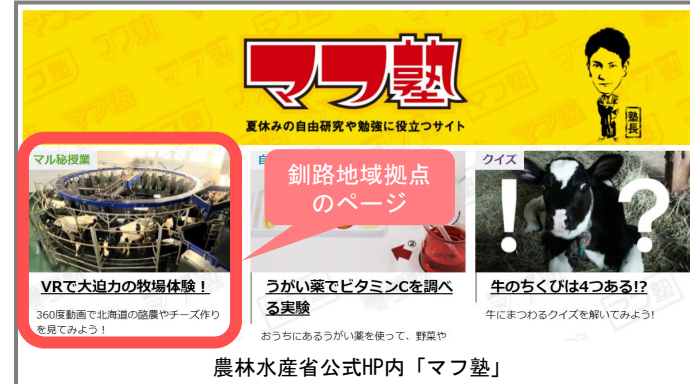 マフ塾
夏休みの自由研究や勉強に役立つサイト
塾長
マル秘授業
釧路地域拠点
のページ
クイズ
!?
②
VRで大迫力の牧場体験！
360度動画で北海道の酪農やチーズ作り
を見てみよう！
うがい薬でビタミンCを調べ
る実験
おうちにあるうがい薬を使って、野菜や
牛のちくびは4つある!?
牛にまつわるクイズを解いてみよう!
農林水産省公式HP内「マフ塾」